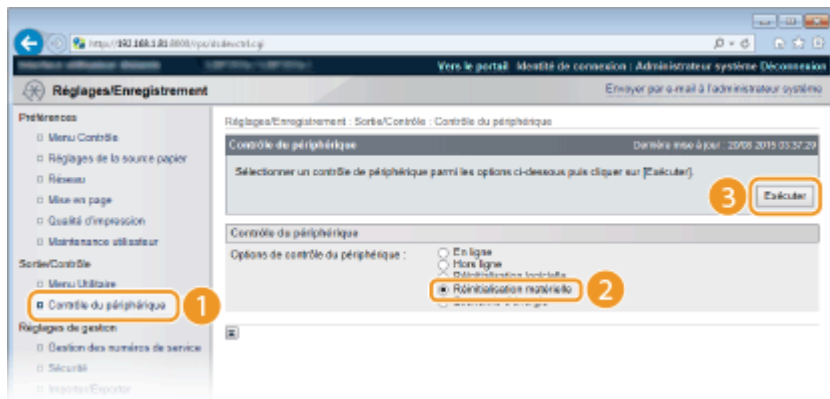 Vers le portail Identité de connexion : Administrateur système Déconnexion
Réglages/Enregistrement
Envoyer par e-mail à l'administrateur système
Préférences
Menu Contrôle
Réglages de la source papier
Réseau
Mise en page
Qualité d'impression
Maintenance utilisateur
Sortie/Contrôle
Menu Utilitaire
Contrôle du périphérique
1
Réglages de gestion
Gestion des numéros de service
Sécurité
Importer/Exporter
Réglages/Enregistrement : Sortie/Contrôle : Contrôle du périphérique
Contrôle du périphérique
Dernière mise à jour : 20/08 2015 03:37:29
Sélectionner un contrôle de périphérique parmi les options ci-dessous puis cliquer sur [Exécuter].
3
Exécuter
Contrôle du périphérique
Options de contrôle du périphérique :
En ligne
Hors ligne
Réinitialisation logicielle
Réinitialisation matérielle
2